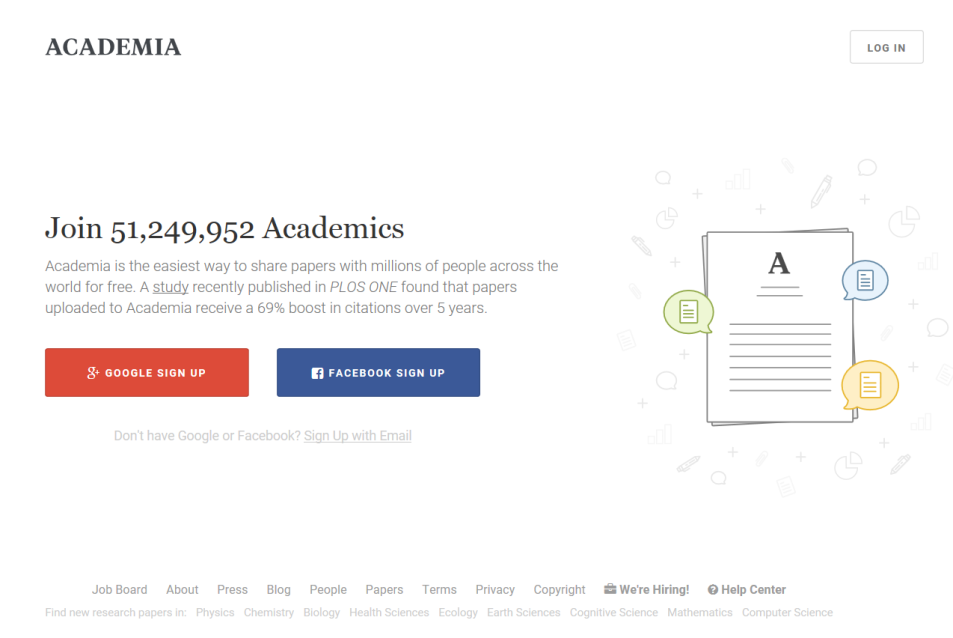 ACADEMIA
LOG IN
Join 51,249,952 Academics
Academia is the easiest way to share papers with millions of people across the
world for free. A study recently published in PLOS ONE found that papers
uploaded to Academia receive a 69% boost in citations over 5 years.
GOOGLE SIGN UP
FACEBOOK SIGN UP
Don't have Google or Facebook? Sign Up with Email
A
Job Board About Press Blog People Papers Terms Privacy Copyright We're Hiring! Help Center
Find new research papers in: Physics Chemistry Biology Health Sciences Ecology Earth Sciences Cognitive Science Mathematics Computer Science